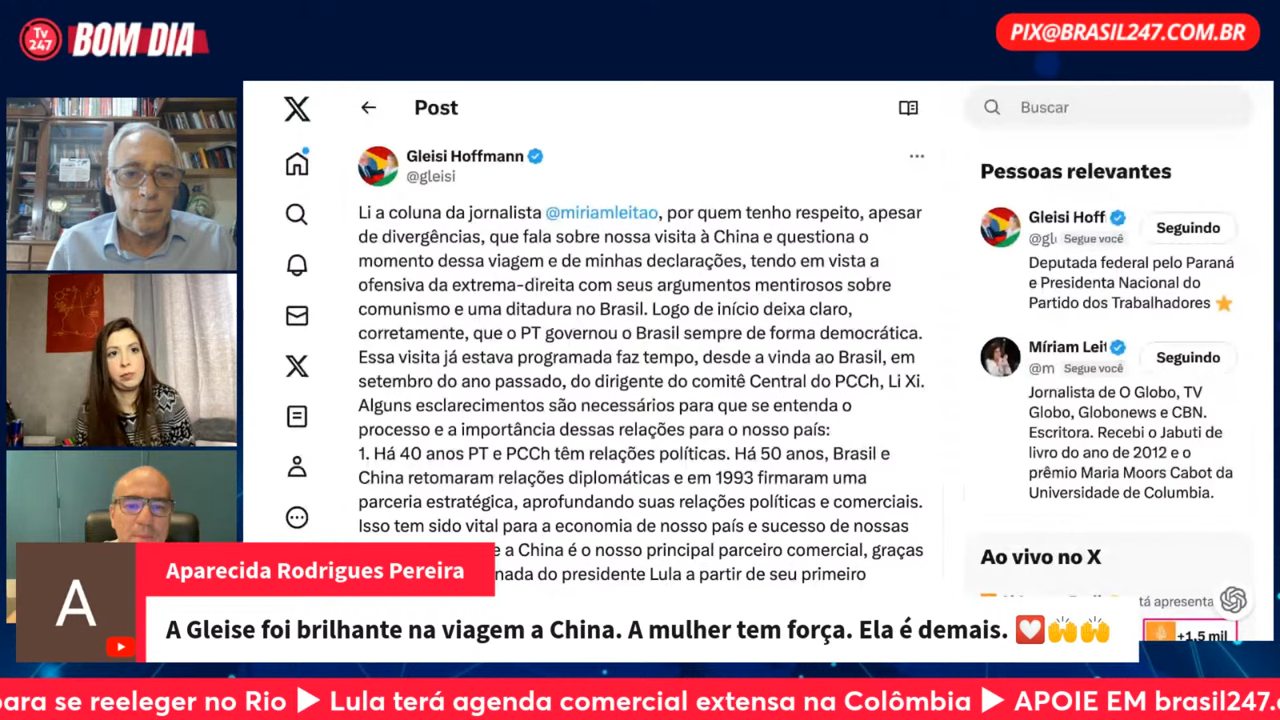 Tv 247
BOM DIA
PIX@BRASIL247.COM.BR
Post
Buscar
Gleisi Hoffmann
@gleisi
Li a coluna da jornalista @miriamleitao, por quem tenho respeito, apesar
de divergências, que fala sobre nossa visita à China e questiona o
momento dessa viagem e de minhas declarações, tendo em vista a
ofensiva da extrema-direita com seus argumentos mentirosos sobre
comunismo e uma ditadura no Brasil. Logo de início deixa claro,
corretamente, que o PT governou o Brasil sempre de forma democrática.
Essa visita já estava programada faz tempo, desde a vinda ao Brasil, em
setembro do ano passado, do dirigente do comitê Central do PCCh, Li Xi.
Alguns esclarecimentos são necessários para que se entenda o
processo e a importância dessas relações para o nosso país:
1. Há 40 anos PT e PCCh têm relações políticas. Há 50 anos, Brasil e
China retomaram relações diplomáticas e em 1993 firmaram uma
parceria estratégica, aprofundando suas relações políticas e comerciais.
Isso tem sido vital para a economia de nosso país e sucesso de nossas
e a China é o nosso principal parceiro comercial, graças
nada do presidente Lula a partir de seu primeiro
Pessoas relevantes
Gleisi Hoff
@gl Segue você
Seguindo
Deputada federal pelo Paraná
e Presidenta Nacional do
Partido dos Trabalhadores ⭐
Míriam Leit
@m Segue você
Seguindo
Jornalista de O Globo, TV
Globo, Globonews e CBN.
Escritora. Recebi o Jabuti de
livro do ano de 2012 e o
prêmio Maria Moors Cabot da
Universidade de Columbia.
Ao vivo no X
tá apresenta
+1,5 mil
A
Aparecida Rodrigues Pereira
A Gleise foi brilhante na viagem a China. A mulher tem força. Ela é demais. 💟🙌🙌
para se reeleger no Rio ▶ Lula terá agenda comercial extensa na Colômbia ▶ APOIE EM brasil247.